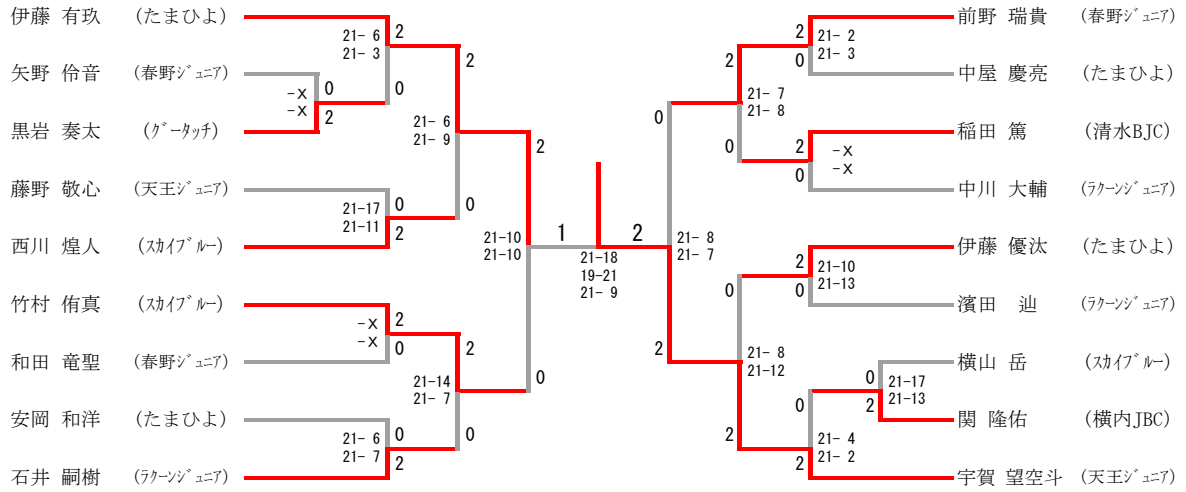 伊藤 有玖 (たまひよ)
矢野 伶音 (春野ジュニア)
黒岩 奏太 (グータッチ)
藤野 敬心 (天王ジュニア)
西川 煌人 (スカイブルー)
竹村 侑真 (スカイブルー)
和田 竜聖 (春野ジュニア)
安岡 和洋 (たまひよ)
石井 嗣樹 (ラクーンジュニア)
21- 6 2
21- 3
0
-X 0
-X 2
2
21- 6
21- 9
0
21-17 0
21-11 2
2
21-10
21-10
0
-X 2
-X 0
2
21-14
21- 7
0
21- 6 0
21- 7 2
1 2
21-18
19-21
21- 9
0
21- 8
21- 7
2
2
21- 7
21- 8
0
2 21- 2
0 21- 3
2 -X
0 -X
0
21- 8
21-12
2
2 21-10
0 21-13
0
21- 4
2 21- 2
0 21-17
2 21-13
前野 瑞貴 (春野ジュニア)
中屋 慶亮 (たまひよ)
稲田 篤 (清水BJC)
中川 大輔 (ラクーンジュニア)
伊藤 優汰 (たまひよ)
濱田 辿 (ラクーンジュニア)
横山 岳 (スカイブルー)
関 隆佑 (横内JBC)
宇賀 望空斗 (天王ジュニア)